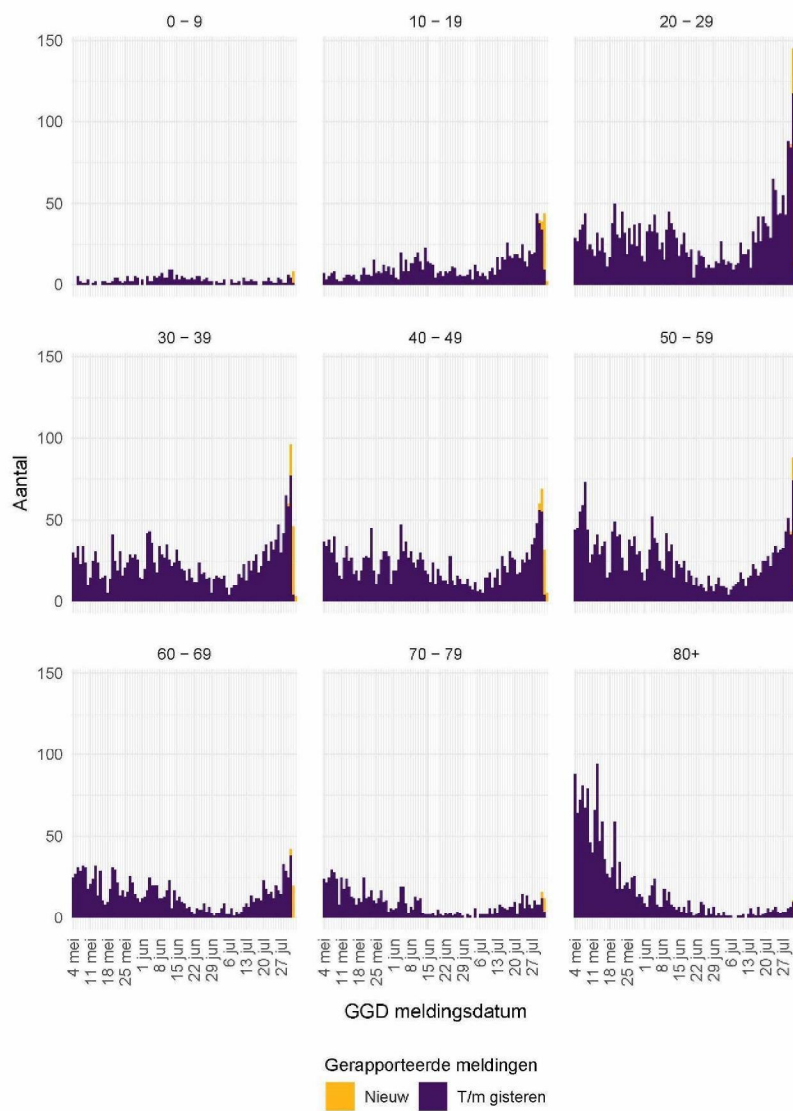 0 – 9
10 – 19
20 – 29
150
100
50
0
30 – 39
40 – 49
50 – 59
150
100
50
0
Aantal
60 – 69
70 – 79
80+
150
100
50
0
4 mei
11 mei
18 mei
25 mei
1 jun
8 jun
15 jun
22 jun
29 jun
6 jul
13 jul
20 jul
27 jul
4 mei
11 mei
18 mei
25 mei
1 jun
8 jun
15 jun
22 jun
29 jun
6 jul
13 jul
20 jul
27 jul
4 mei
11 mei
18 mei
25 mei
1 jun
8 jun
15 jun
22 jun
29 jun
6 jul
13 jul
20 jul
27 jul
GGD meldingsdatum
Gerapporteerde meldingen
Nieuw
T/m gisteren